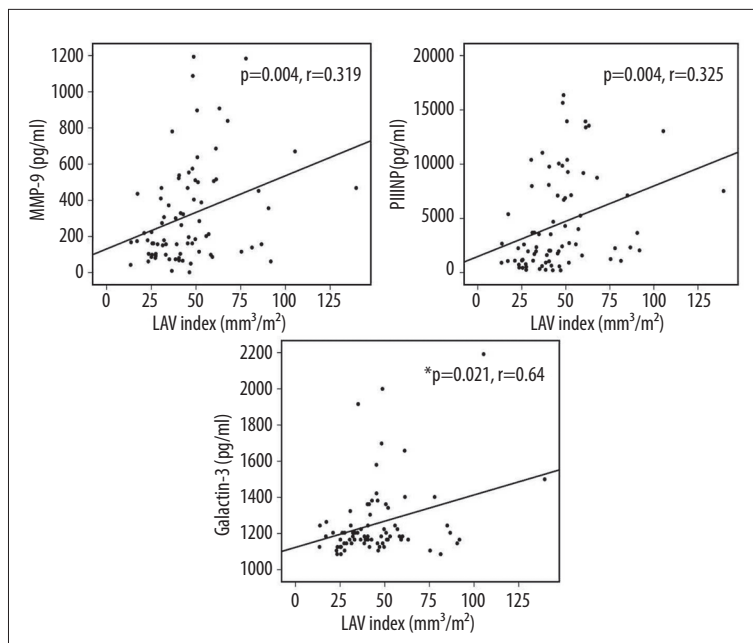 p=0.004, r=0.319
MMP-9 (pg/ml)
1200
1000
800
600
400
200
0
0 25 50 75 100 125
LAV index (mm³/m²)
p=0.004, r=0.325
PIIINP(pg/ml)
20000
15000
10000
5000
0
0 25 50 75 100 125
LAV index (mm³/m²)
*p=0.021, r=0.64
Galactin-3 (pg/ml)
2200
2000
1800
1600
1400
1200
1000
0 25 50 75 100 125
LAV index (mm³/m²)